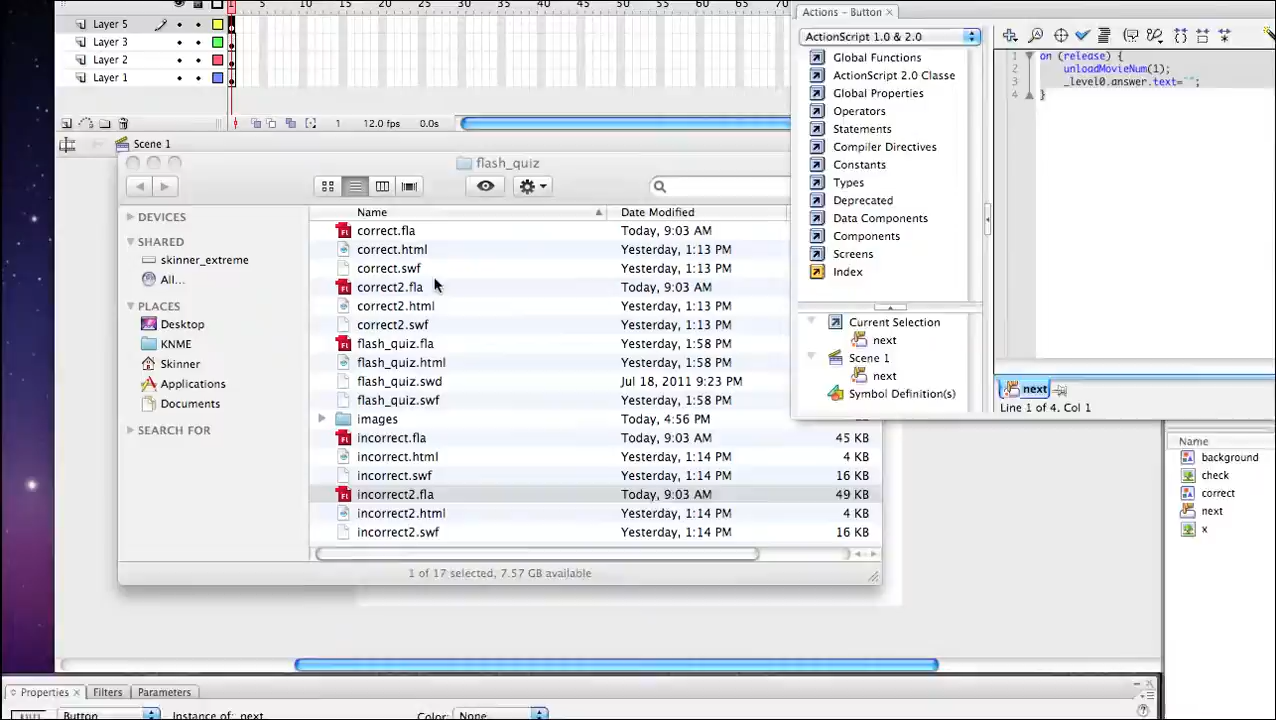 Layer 5
Layer 3
Layer 2
Layer 1
5 10 15 20 25 30 35 40 45 50 55 60 65 70
1 12.0 fps 0.0s
Scene 1
flash_quiz
DEVICES
SHARED
skinner_extreme
All...
PLACES
Desktop
KNME
Skinner
Applications
Documents
SEARCH FOR
Name Date Modified
correct.fla Today, 9:03 AM
correct.html Yesterday, 1:13 PM
correct.swf Yesterday, 1:13 PM
correct2.fla Today, 9:03 AM
correct2.html Yesterday, 1:13 PM
correct2.swf Yesterday, 1:13 PM
flash_quiz.fla Yesterday, 1:58 PM
flash_quiz.html Yesterday, 1:58 PM
flash_quiz.swd Jul 18, 2011 9:23 PM
flash_quiz.swf Yesterday, 1:58 PM
images Today, 4:56 PM
incorrect.fla Today, 9:03 AM 45 KB
incorrect.html Yesterday, 1:14 PM 4 KB
incorrect.swf Yesterday, 1:14 PM 16 KB
incorrect2.fla Today, 9:03 AM 49 KB
incorrect2.html Yesterday, 1:14 PM 4 KB
incorrect2.swf Yesterday, 1:14 PM 16 KB
1 of 17 selected, 7.57 GB available
Actions – Button ×
ActionScript 1.0 & 2.0
Global Functions
ActionScript 2.0 Classe
Global Properties
Operators
Statements
Compiler Directives
Constants
Types
Deprecated
Data Components
Components
Screens
Index
Current Selection
next
Scene 1
next
Symbol Definition(s)
1 on (release) {
2 unloadMovieNum(1);
3 _level0.answer.text="";
4 }
next
Line 1 of 4, Col 1
Name
background
check
correct
next
x
Properties × Filters Parameters
Button Instance of: next Color: None